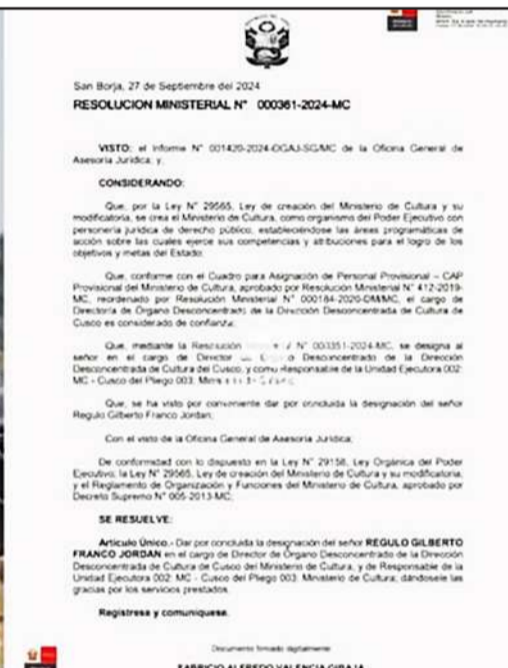 San Borja, 27 de Septiembre del 2024
RESOLUCION MINISTERIAL N° 000361-2024-MC
VISTO: el Informe N° 001420-2024-OGAJ-SG/MC de la Oficina General de
Asesoría Jurídica; y,
CONSIDERANDO:
Que, por la Ley N° 29565, Ley de creación del Ministerio de Cultura y su
modificatoria, se crea el Ministerio de Cultura, como organismo del Poder Ejecutivo con
personería jurídica de derecho público, estableciéndose las áreas programáticas de
acción sobre las cuales ejerce sus competencias y atribuciones para el logro de los
objetivos y metas del Estado;
Que, conforme con el Cuadro para Asignación de Personal Provisional – CAP
Provisional del Ministerio de Cultura, aprobado por Resolución Ministerial N° 412-2019-
MC, reordenado por Resolución Ministerial N° 000184-2020-DM/MC, el cargo de
Director/a de Órgano Desconcentrado de la Dirección Desconcentrada de Cultura de
Cusco es considerado de confianza;
Que, mediante la Resolución N° 003351-2024-MC, se designa al
señor en el cargo de Director Desconcentrado de la Dirección
Desconcentrada de Cultura del Cusco, y como Responsable de la Unidad Ejecutora 002:
MC - Cusco del Pliego 003:
Que, se ha visto por conveniente dar por concluida la designación del señor
Regulo Gilberto Franco Jordan;
Con el visto de la Oficina General de Asesoría Jurídica;
De conformidad con lo dispuesto en la Ley N° 29158, Ley Orgánica del Poder
Ejecutivo; la Ley N° 29565, Ley de creación del Ministerio de Cultura y su modificatoria;
y el Reglamento de Organización y Funciones del Ministerio de Cultura, aprobado por
Decreto Supremo N° 005-2013-MC;
SE RESUELVE:
Artículo Único.- Dar por concluida la designación del señor REGULO GILBERTO
FRANCO JORDAN en el cargo de Director de Órgano Desconcentrado de la Dirección
Desconcentrada de Cultura de Cusco del Ministerio de Cultura, y de Responsable de la
Unidad Ejecutora 002: MC - Cusco del Pliego 003: Ministerio de Cultura; dándosele las
gracias por los servicios prestados.
Regístrese y comuníquese.
Documento firmado digitalmente
FABRICIO ALFREDO VALENCIA GIBAJA